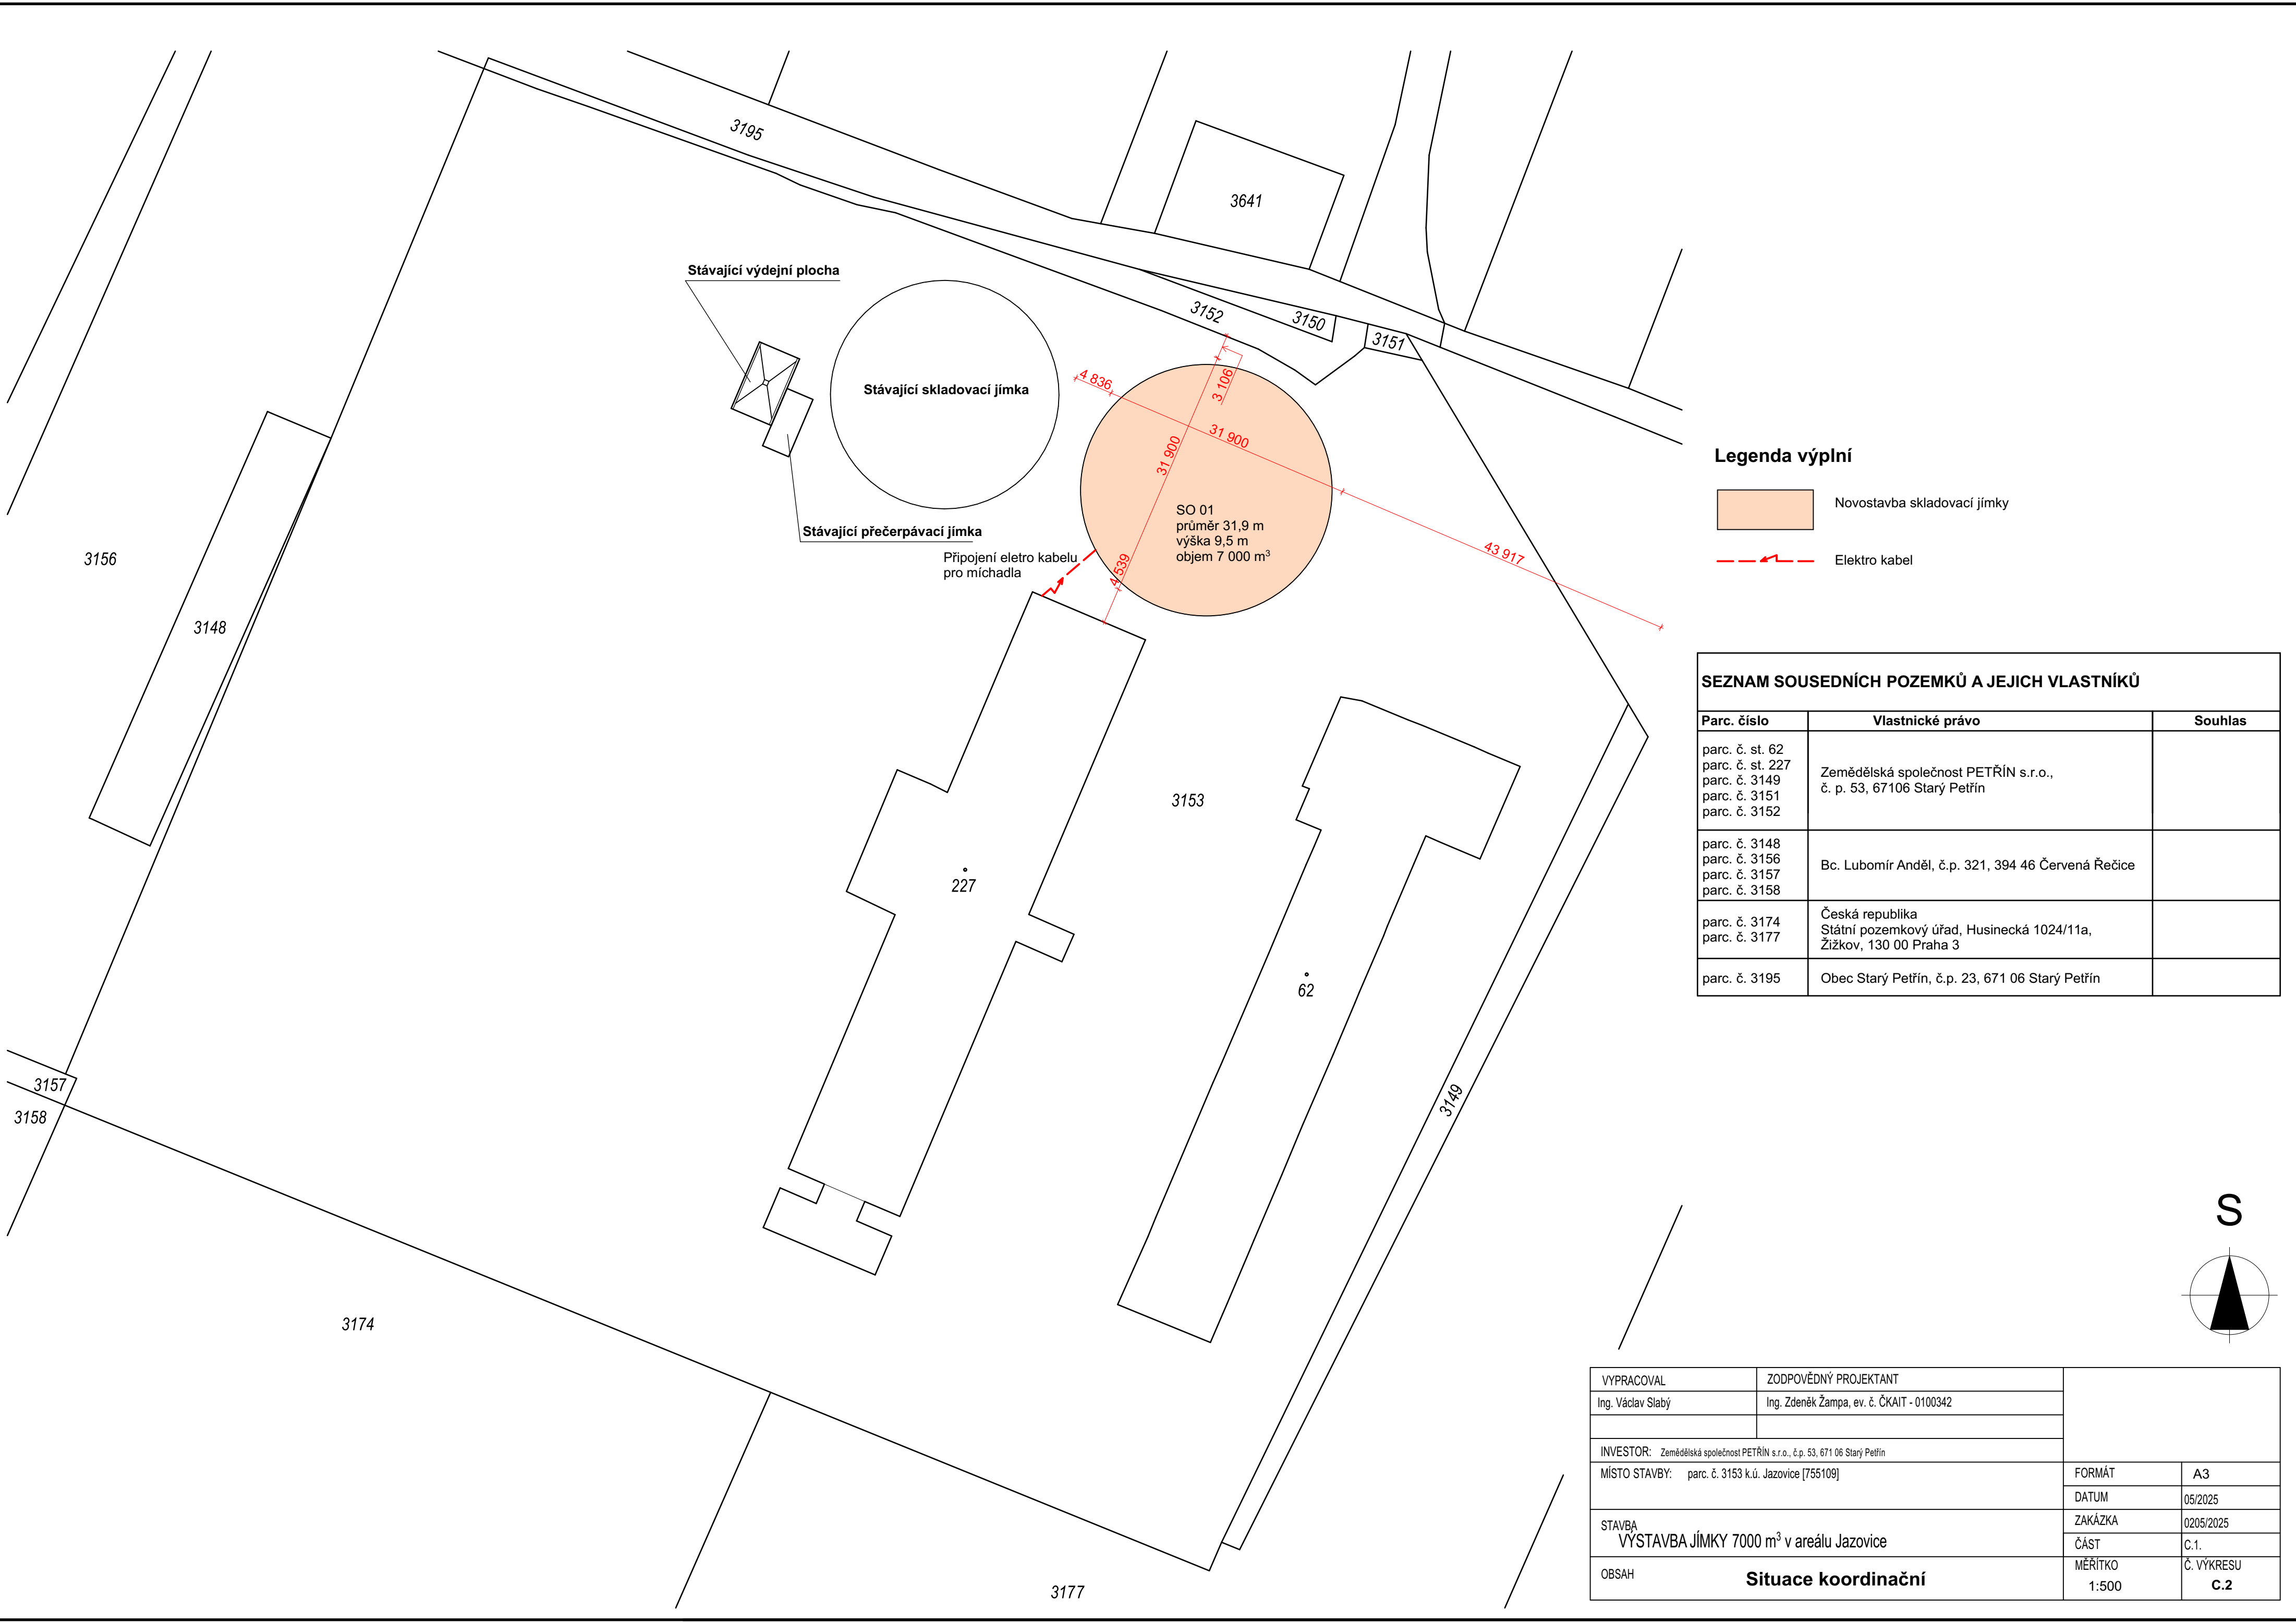 3195
3641
Stávající výdejní plocha
3152
3150
3151
4 836
3 106
Stávající skladovací jímka
31 900
31 900
SO 01
průměr 31,9 m
výška 9,5 m
objem 7 000 m³
Stávající přečerpávací jímka
Připojení eletro kabelu
pro míchadla
4 539
43 917
3156
3148
3153
227
62
3149
3157
3158
3174
3177
Legenda výplní
Novostavba skladovací jímky
Elektro kabel
SEZNAM SOUSEDNÍCH POZEMKŮ A JEJICH VLASTNÍKŮ
Parc. číslo Vlastnické právo Souhlas
parc. č. st. 62
parc. č. st. 227
parc. č. 3149
parc. č. 3151
parc. č. 3152
Zemědělská společnost PETŘÍN s.r.o.,
č. p. 53, 67106 Starý Petřín
parc. č. 3148
parc. č. 3156
parc. č. 3157
parc. č. 3158
Bc. Lubomír Anděl, č.p. 321, 394 46 Červená Řečice
parc. č. 3174
parc. č. 3177
Česká republika
Státní pozemkový úřad, Husinecká 1024/11a,
Žižkov, 130 00 Praha 3
parc. č. 3195 Obec Starý Petřín, č.p. 23, 671 06 Starý Petřín
S
VYPRACOVAL ZODPOVĚDNÝ PROJEKTANT
Ing. Václav Slabý Ing. Zdeněk Žampa, ev. č. ČKAIT - 0100342
INVESTOR: Zemědělská společnost PETŘÍN s.r.o., č.p. 53, 671 06 Starý Petřín
MÍSTO STAVBY: parc. č. 3153 k.ú. Jazovice [755109]
FORMÁT A3
DATUM 05/2025
STAVBA
VÝSTAVBA JÍMKY 7000 m³ v areálu Jazovice
ZAKÁZKA 0205/2025
ČÁST C.1.
OBSAH Situace koordinační
MĚŘÍTKO Č. VÝKRESU
1:500 C.2